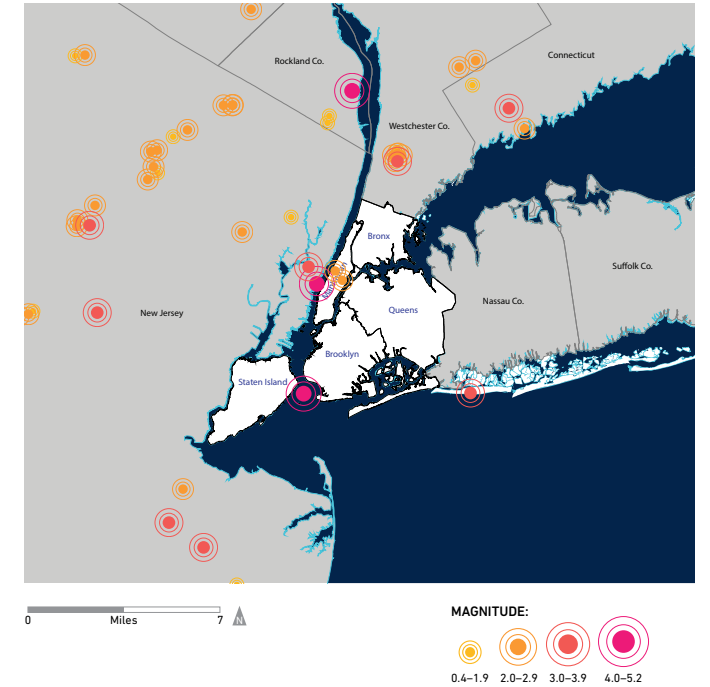 Connecticut
Rockland Co.
Westchester Co.
Bronx
Manhattan
Suffolk Co.
Nassau Co.
New Jersey
Queens
Brooklyn
Staten Island
0 Miles 7
N
MAGNITUDE:
0.4–1.9 2.0–2.9 3.0–3.9 4.0–5.2